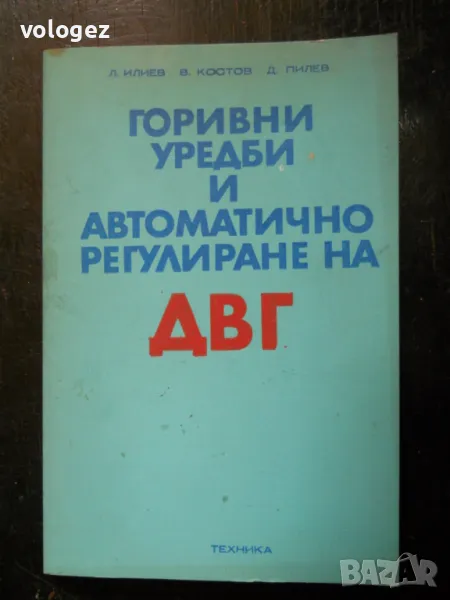 vologez
Л. ИЛИЕВ В. КОСТОВ Д. ПИЛЕВ
ГОРИВНИ
УРЕДБИ
И
АВТОМАТИЧНО
РЕГУЛИРАНЕ НА
ДВГ
ТЕХНИКА
BAZAR